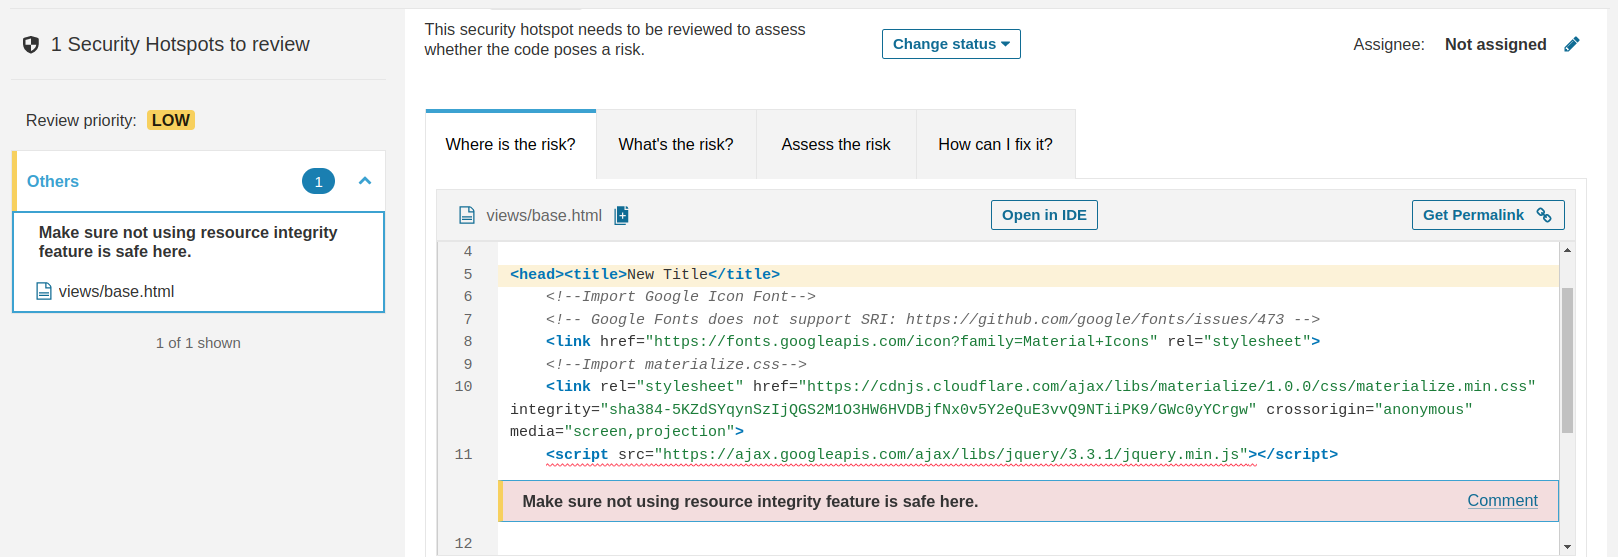 1 Security Hotspots to review
Review priority: LOW
Others 1
Make sure not using resource integrity
feature is safe here.
views/base.html
1 of 1 shown
This security hotspot needs to be reviewed to assess
whether the code poses a risk.
Change status
Assignee: Not assigned
Where is the risk? What's the risk? Assess the risk How can I fix it?
views/base.html Open in IDE Get Permalink
4
5 <head><title>New Title</title>
6 <!--Import Google Icon Font-->
7 <!-- Google Fonts does not support SRI: https://github.com/google/fonts/issues/473 -->
8 <link href="https://fonts.googleapis.com/icon?family=Material+Icons" rel="stylesheet">
9 <!--Import materialize.css-->
10 <link rel="stylesheet" href="https://cdnjs.cloudflare.com/ajax/libs/materialize/1.0.0/css/materialize.min.css"
integrity="sha384-5KZdSYqynSzIjQGS2M1O3HW6HVDBjfNx0v5Y2eQuE3vvQ9NTiiPK9/GWc0yYCrgw" crossorigin="anonymous"
media="screen,projection">
11 <script src="https://ajax.googleapis.com/ajax/libs/jquery/3.3.1/jquery.min.js"></script>
Make sure not using resource integrity feature is safe here. Comment
12